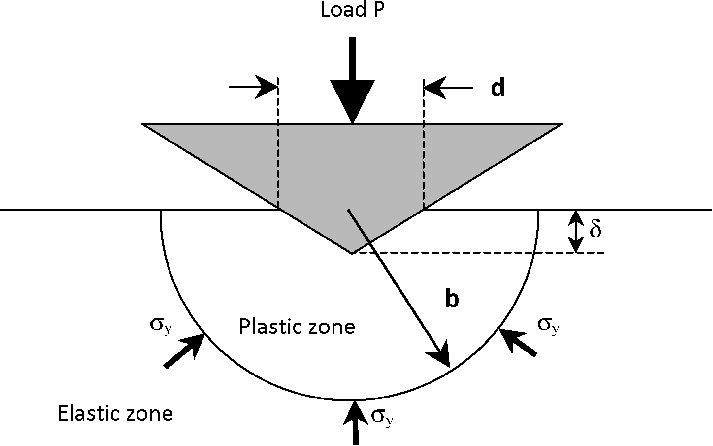 Load P
d
δ
b
σy
Plastic zone
σy
Elastic zone
σy